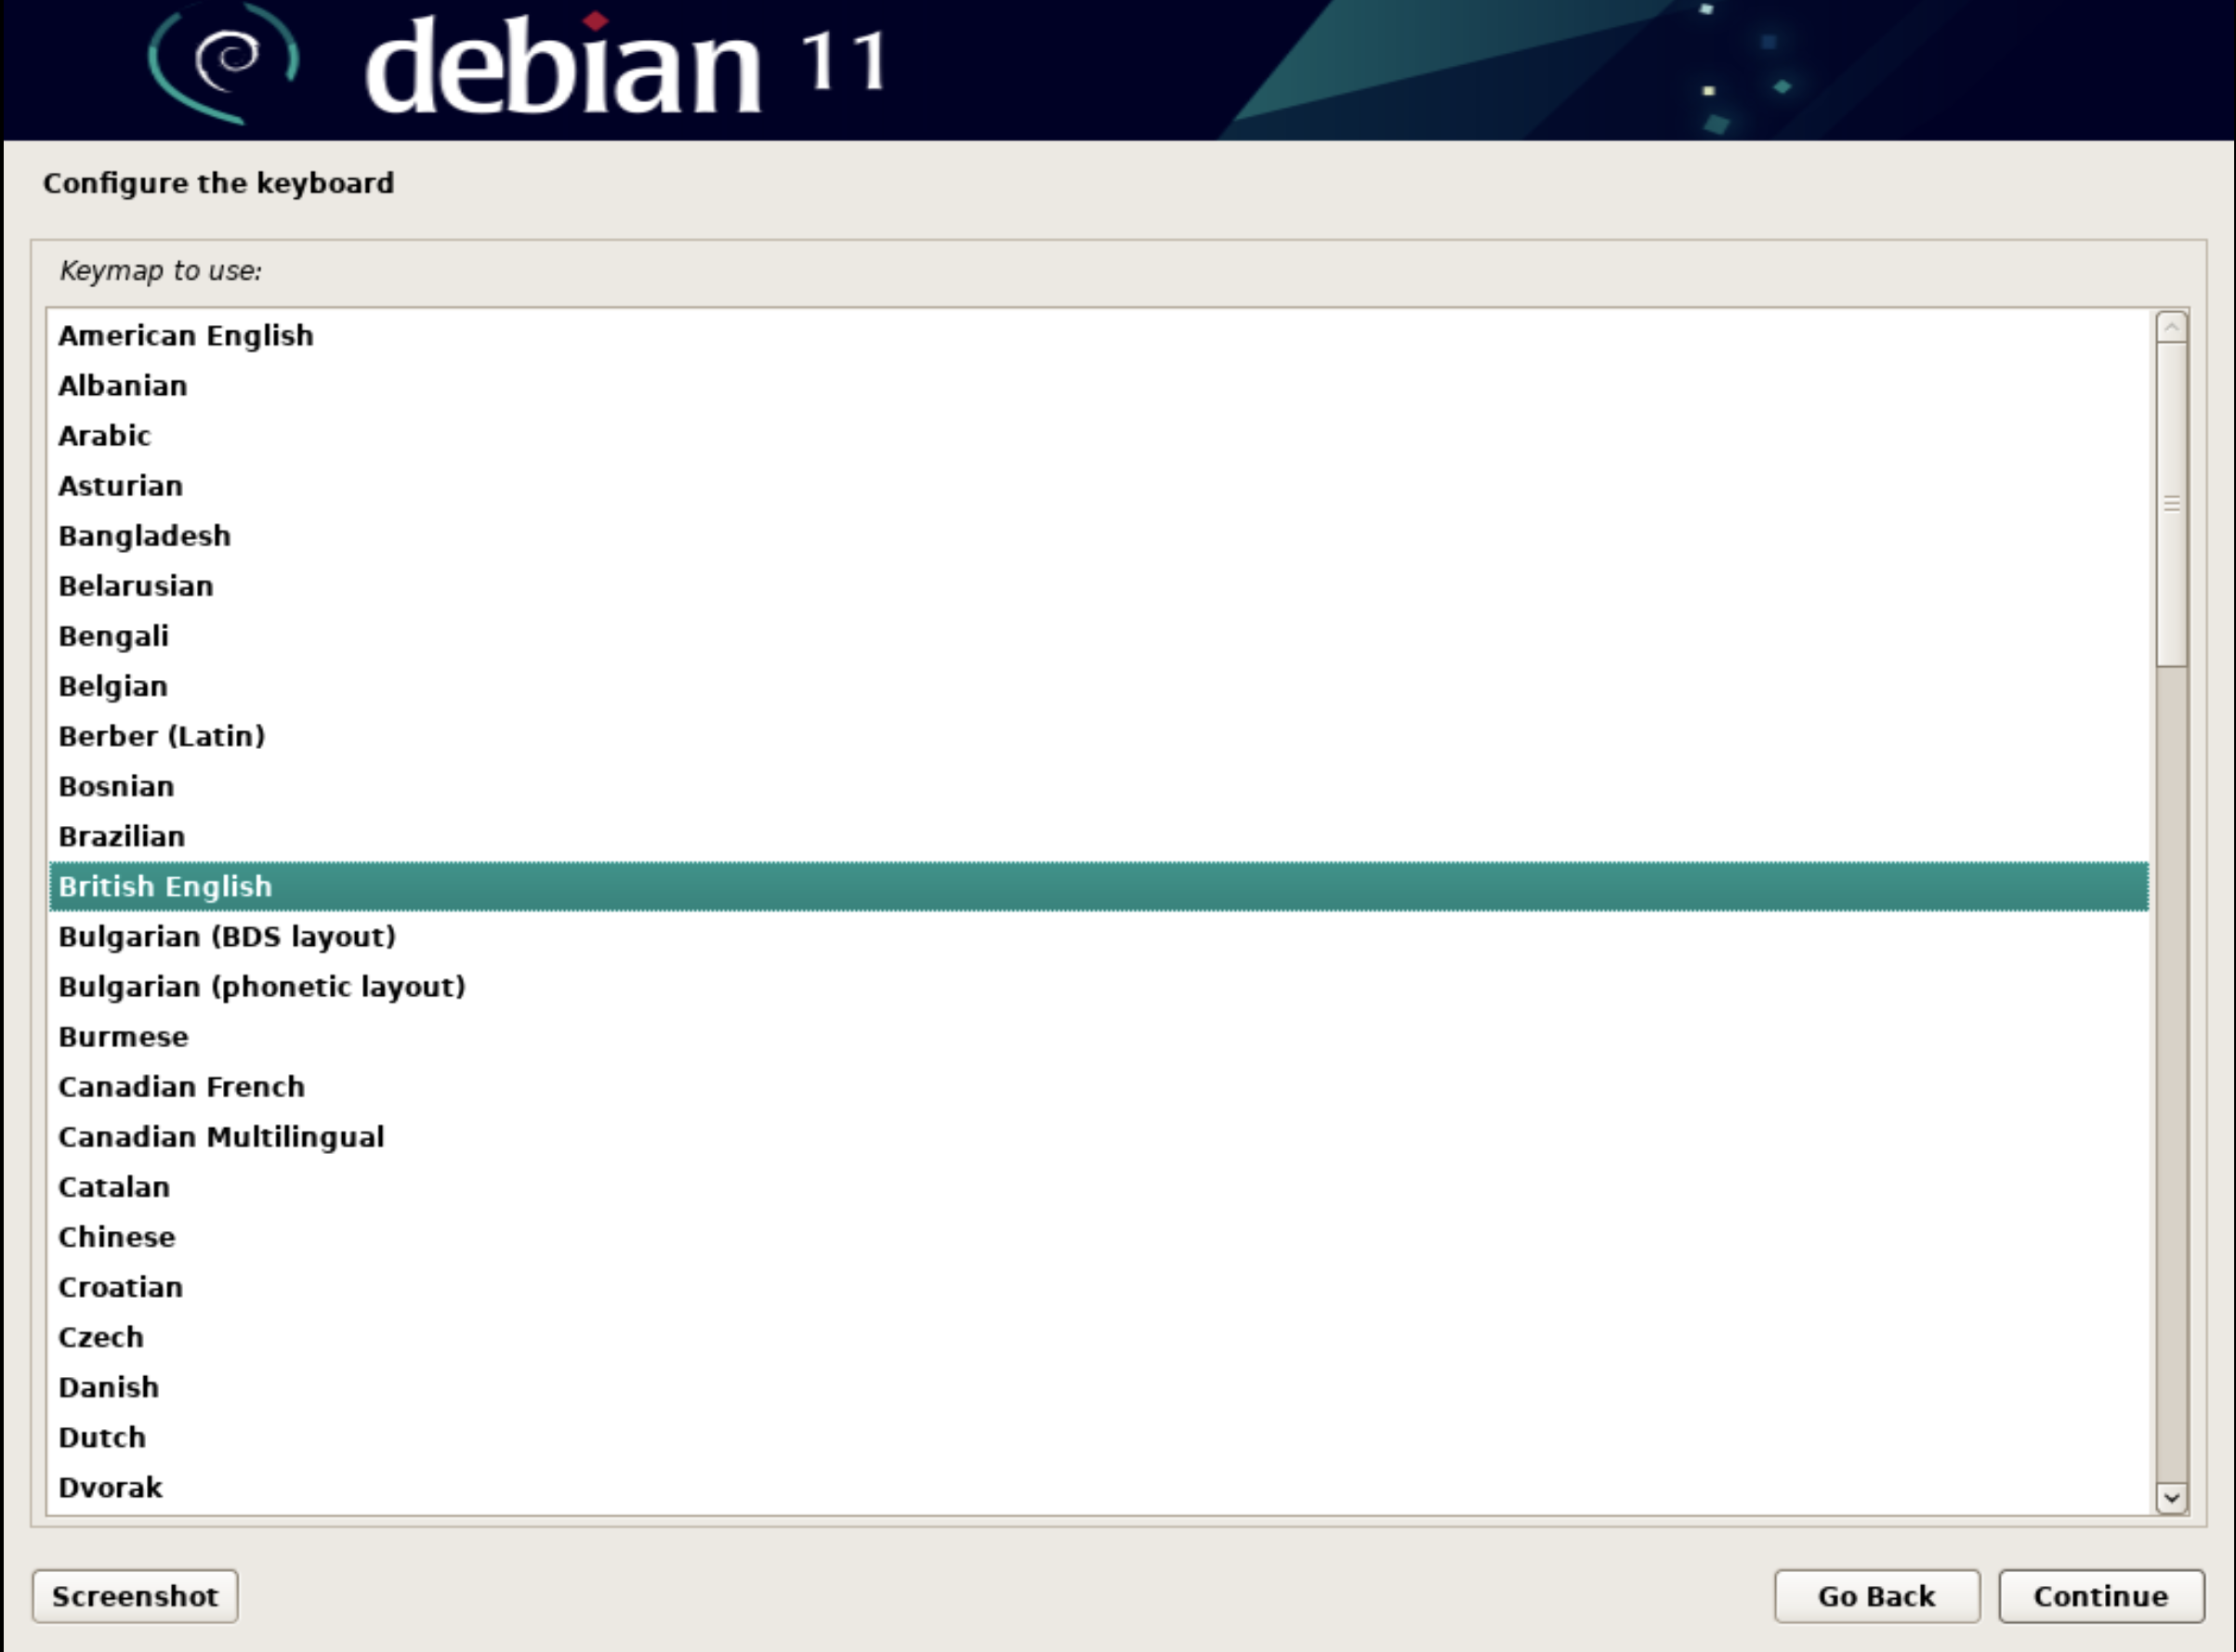 debian 11
Configure the keyboard
Keymap to use:
American English
Albanian
Arabic
Asturian
Bangladesh
Belarusian
Bengali
Belgian
Berber (Latin)
Bosnian
Brazilian
British English
Bulgarian (BDS layout)
Bulgarian (phonetic layout)
Burmese
Canadian French
Canadian Multilingual
Catalan
Chinese
Croatian
Czech
Danish
Dutch
Dvorak
Screenshot
Go Back
Continue